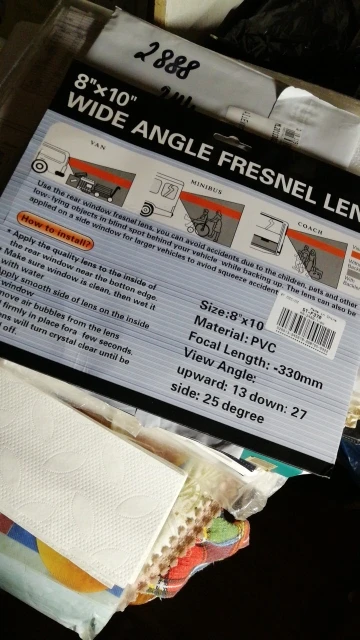 2888
8"x10"
WIDE ANGLE FRESNEL LEN
VAN
MINIBUS
COACH
Use the rear window fresnel lens, you can avoid accidents due to the children, pets and other
low- lying objects in blind spot behind your vehicle while backing up. The lens can also be
applied on a side window for larger vehicles to aviod squeeze accident
How to install?
* Apply the quality lens to the inside of
the rear window near the bottom edge.
* Make sure window is clean, then wet it
with water.
pply smooth side of lens on the inside
window.
move air bubbles from the lens
firmly in place for a few seconds.
ns will turn crystal clear until be
off.
Size:8"x10
Material: PVC
Focal Length: -330mm
View Angle:
upward: 13 down: 27
side: 25 degree